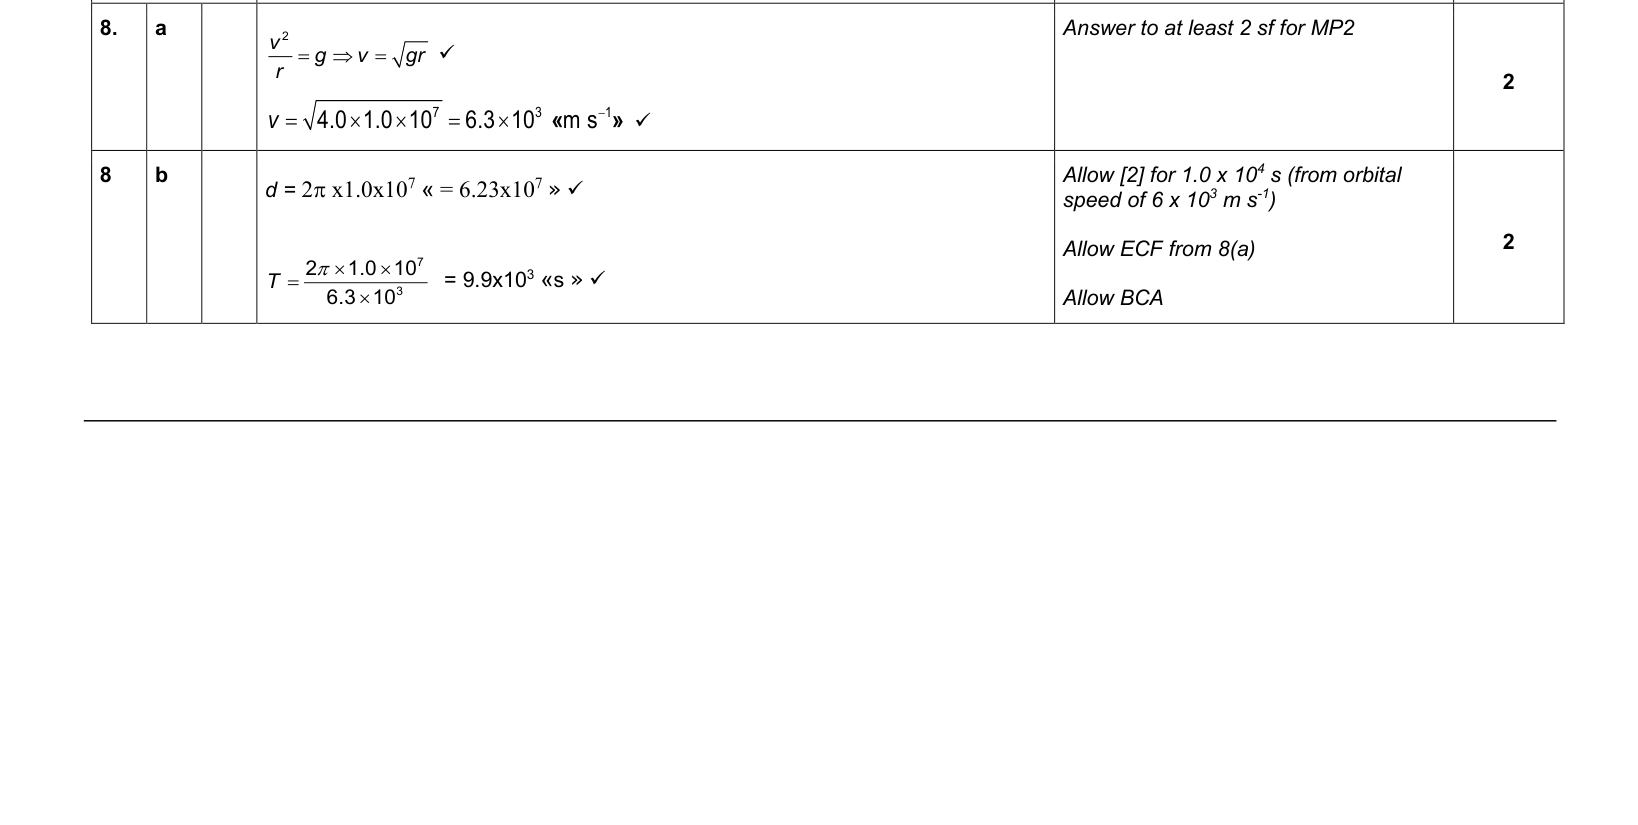 8. a v²/r = g ⇒ v = √gr ✓ Answer to at least 2 sf for MP2
v = √4.0×1.0×10⁷ = 6.3×10³ «m s⁻¹» ✓ 2
8 b d = 2π x1.0x10⁷ « = 6.23x10⁷ » ✓ Allow [2] for 1.0 x 10⁴ s (from orbital
speed of 6 x 10³ m s⁻¹)
Allow ECF from 8(a) 2
T = 2π×1.0×10⁷/6.3×10³ = 9.9x10³ «s » ✓
Allow BCA